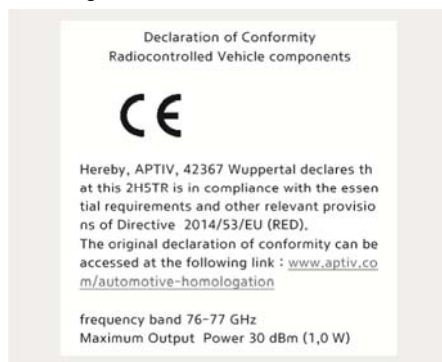 Declaration of Conformity
Radiocontrolled Vehicle components
CE
Hereby, APTIV, 42367 Wuppertal declares th
at this 2H5TR is in compliance with the essen
tial requirements and other relevant provisio
ns of Directive 2014/53/EU (RED).
The original declaration of conformity can be
accessed at the following link : www.aptiv.co
m/automotive-homologation
frequency band 76-77 GHz
Maximum Output Power 30 dBm (1,0 W)